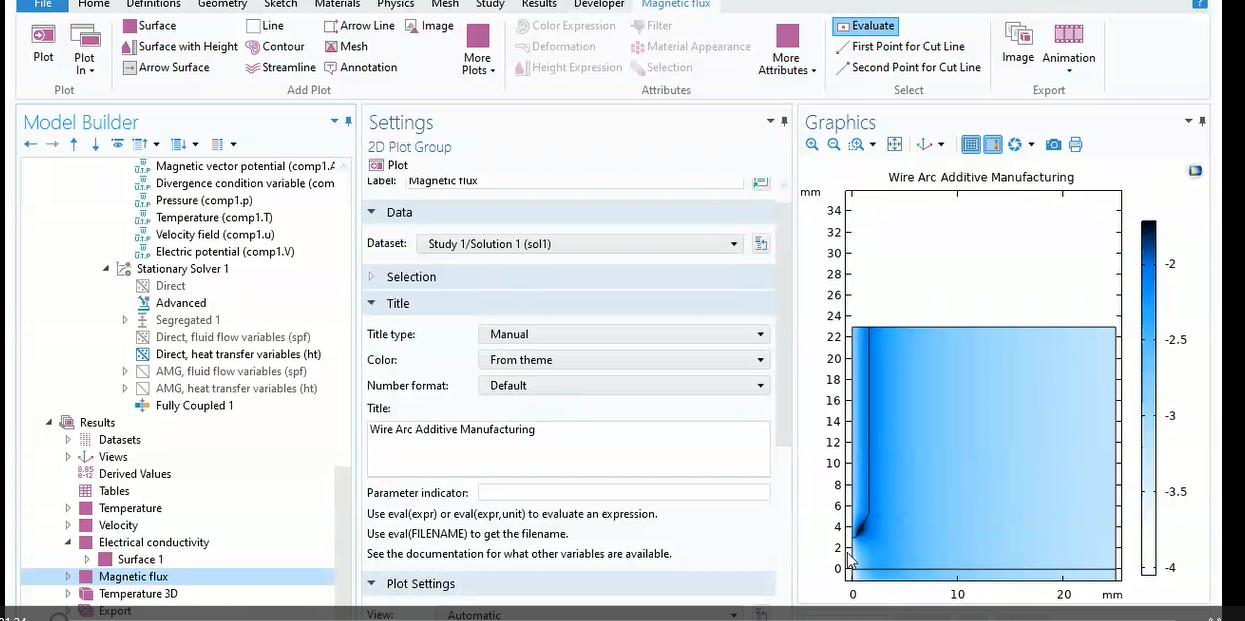 File Home Definitions Geometry Sketch Materials Physics Mesh Study Results Developer Magnetic flux ?
Plot
Plot In
Plot
Surface
Surface with Height
Arrow Surface
Line
Contour
Streamline
Arrow Line
Mesh
Annotation
Image
More Plots
Add Plot
Color Expression
Deformation
Height Expression
Filter
Material Appearance
Selection
More Attributes
Attributes
Evaluate
First Point for Cut Line
Second Point for Cut Line
Select
Image
Animation
Export
Model Builder
Magnetic vector potential (comp1.A
Divergence condition variable (com
Pressure (comp1.p)
Temperature (comp1.T)
Velocity field (comp1.u)
Electric potential (comp1.V)
Stationary Solver 1
Direct
Advanced
Segregated 1
Direct, fluid flow variables (spf)
Direct, heat transfer variables (ht)
AMG, fluid flow variables (spf)
AMG, heat transfer variables (ht)
Fully Coupled 1
Results
Datasets
Views
Derived Values
Tables
Temperature
Velocity
Electrical conductivity
Surface 1
Magnetic flux
Temperature 3D
Export
Settings
2D Plot Group
Plot
Label: Magnetic flux
Data
Dataset: Study 1/Solution 1 (sol1)
Selection
Title
Title type: Manual
Color: From theme
Number format: Default
Title:
Wire Arc Additive Manufacturing
Parameter indicator:
Use eval(expr) or eval(expr,unit) to evaluate an expression.
Use eval(FILENAME) to get the filename.
See the documentation for what other variables are available.
Plot Settings
View: Automatic
Graphics
Wire Arc Additive Manufacturing
mm
34
32
30
28
26
24
22
20
18
16
14
12
10
8
6
4
2
0
0 10 20 mm
-2
-2.5
-3
-3.5
-4